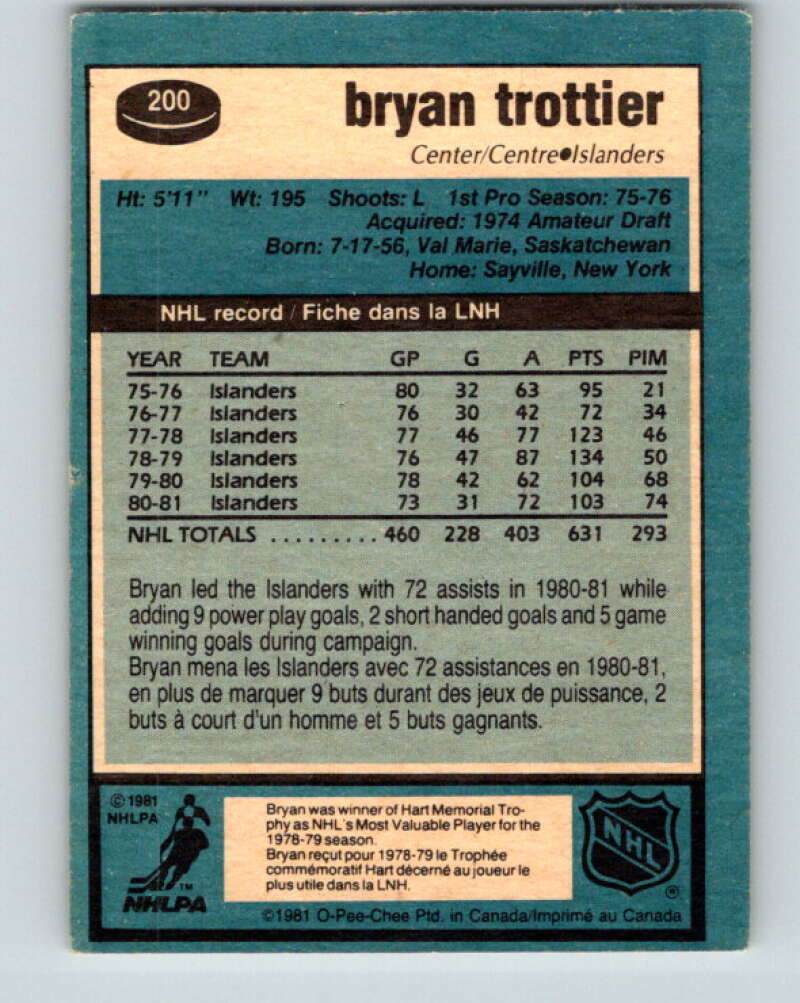 200
bryan trottier
Center/Centre●Islanders
Ht: 5'11" Wt: 195 Shoots: L 1st Pro Season: 75-76
Acquired: 1974 Amateur Draft
Born: 7-17-56, Val Marie, Saskatchewan
Home: Sayville, New York
NHL record / Fiche dans la LNH
YEAR TEAM GP G A PTS PIM
75-76 Islanders 80 32 63 95 21
76-77 Islanders 76 30 42 72 34
77-78 Islanders 77 46 77 123 46
78-79 Islanders 76 47 87 134 50
79-80 Islanders 78 42 62 104 68
80-81 Islanders 73 31 72 103 74
NHL TOTALS ......... 460 228 403 631 293
Bryan led the Islanders with 72 assists in 1980-81 while
adding 9 power play goals, 2 short handed goals and 5 game
winning goals during campaign.
Bryan mena les Islanders avec 72 assistances en 1980-81,
en plus de marquer 9 buts durant des jeux de puissance, 2
buts à court d'un homme et 5 buts gagnants.
©1981
NHLPA
TM
NHLPA
Bryan was winner of Hart Memorial Tro-
phy as NHL's Most Valuable Player for the
1978-79 season.
Bryan reçut pour 1978-79 le Trophée
commémoratif Hart décerné au joueur le
plus utile dans la LNH.
NHL
®
©1981 O-Pee-Chee Ptd. in Canada/Imprimé au Canada